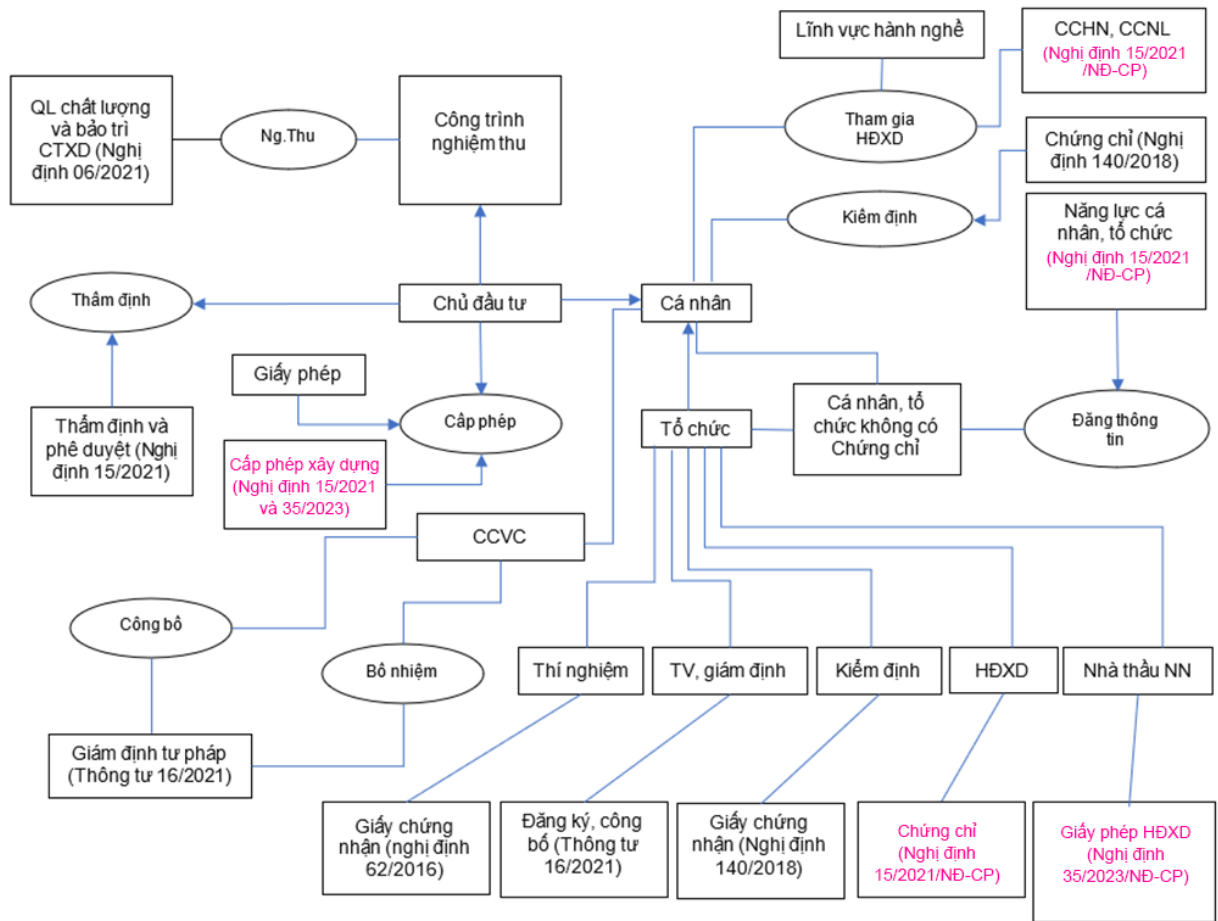 Lĩnh vực hành nghề
CCHN, CCNL
(Nghị định 15/2021
/NĐ-CP)
QL chất lượng
và bảo trì
CTXD (Nghị
định 06/2021)
Ng.Thu
Công trình
nghiệm thu
Tham gia
HĐXD
Chứng chỉ (Nghị
định 140/2018)
Kiểm định
Năng lực cá
nhân, tổ chức
(Nghị định 15/2021
/NĐ-CP)
Thẩm định
Chủ đầu tư
Cá nhân
Giấy phép
Cấp phép
Thẩm định và
phê duyệt (Nghị
định 15/2021)
Tổ chức
Cá nhân, tổ
chức không có
Chứng chỉ
Đăng thông
tin
Cấp phép xây dựng
(Nghị định 15/2021
và 35/2023)
CCVC
Công bố
Bổ nhiệm
Thí nghiệm
TV, giám định
Kiểm định
HĐXD
Nhà thầu NN
Giám định tư pháp
(Thông tư 16/2021)
Giấy chứng
nhận (nghị định
62/2016)
Đăng ký, công
bố (Thông tư
16/2021)
Giấy chứng
nhận (Nghị định
140/2018)
Chứng chỉ
(Nghị định
15/2021/NĐ-CP)
Giấy phép HĐXD
(Nghị định
35/2023/NĐ-CP)